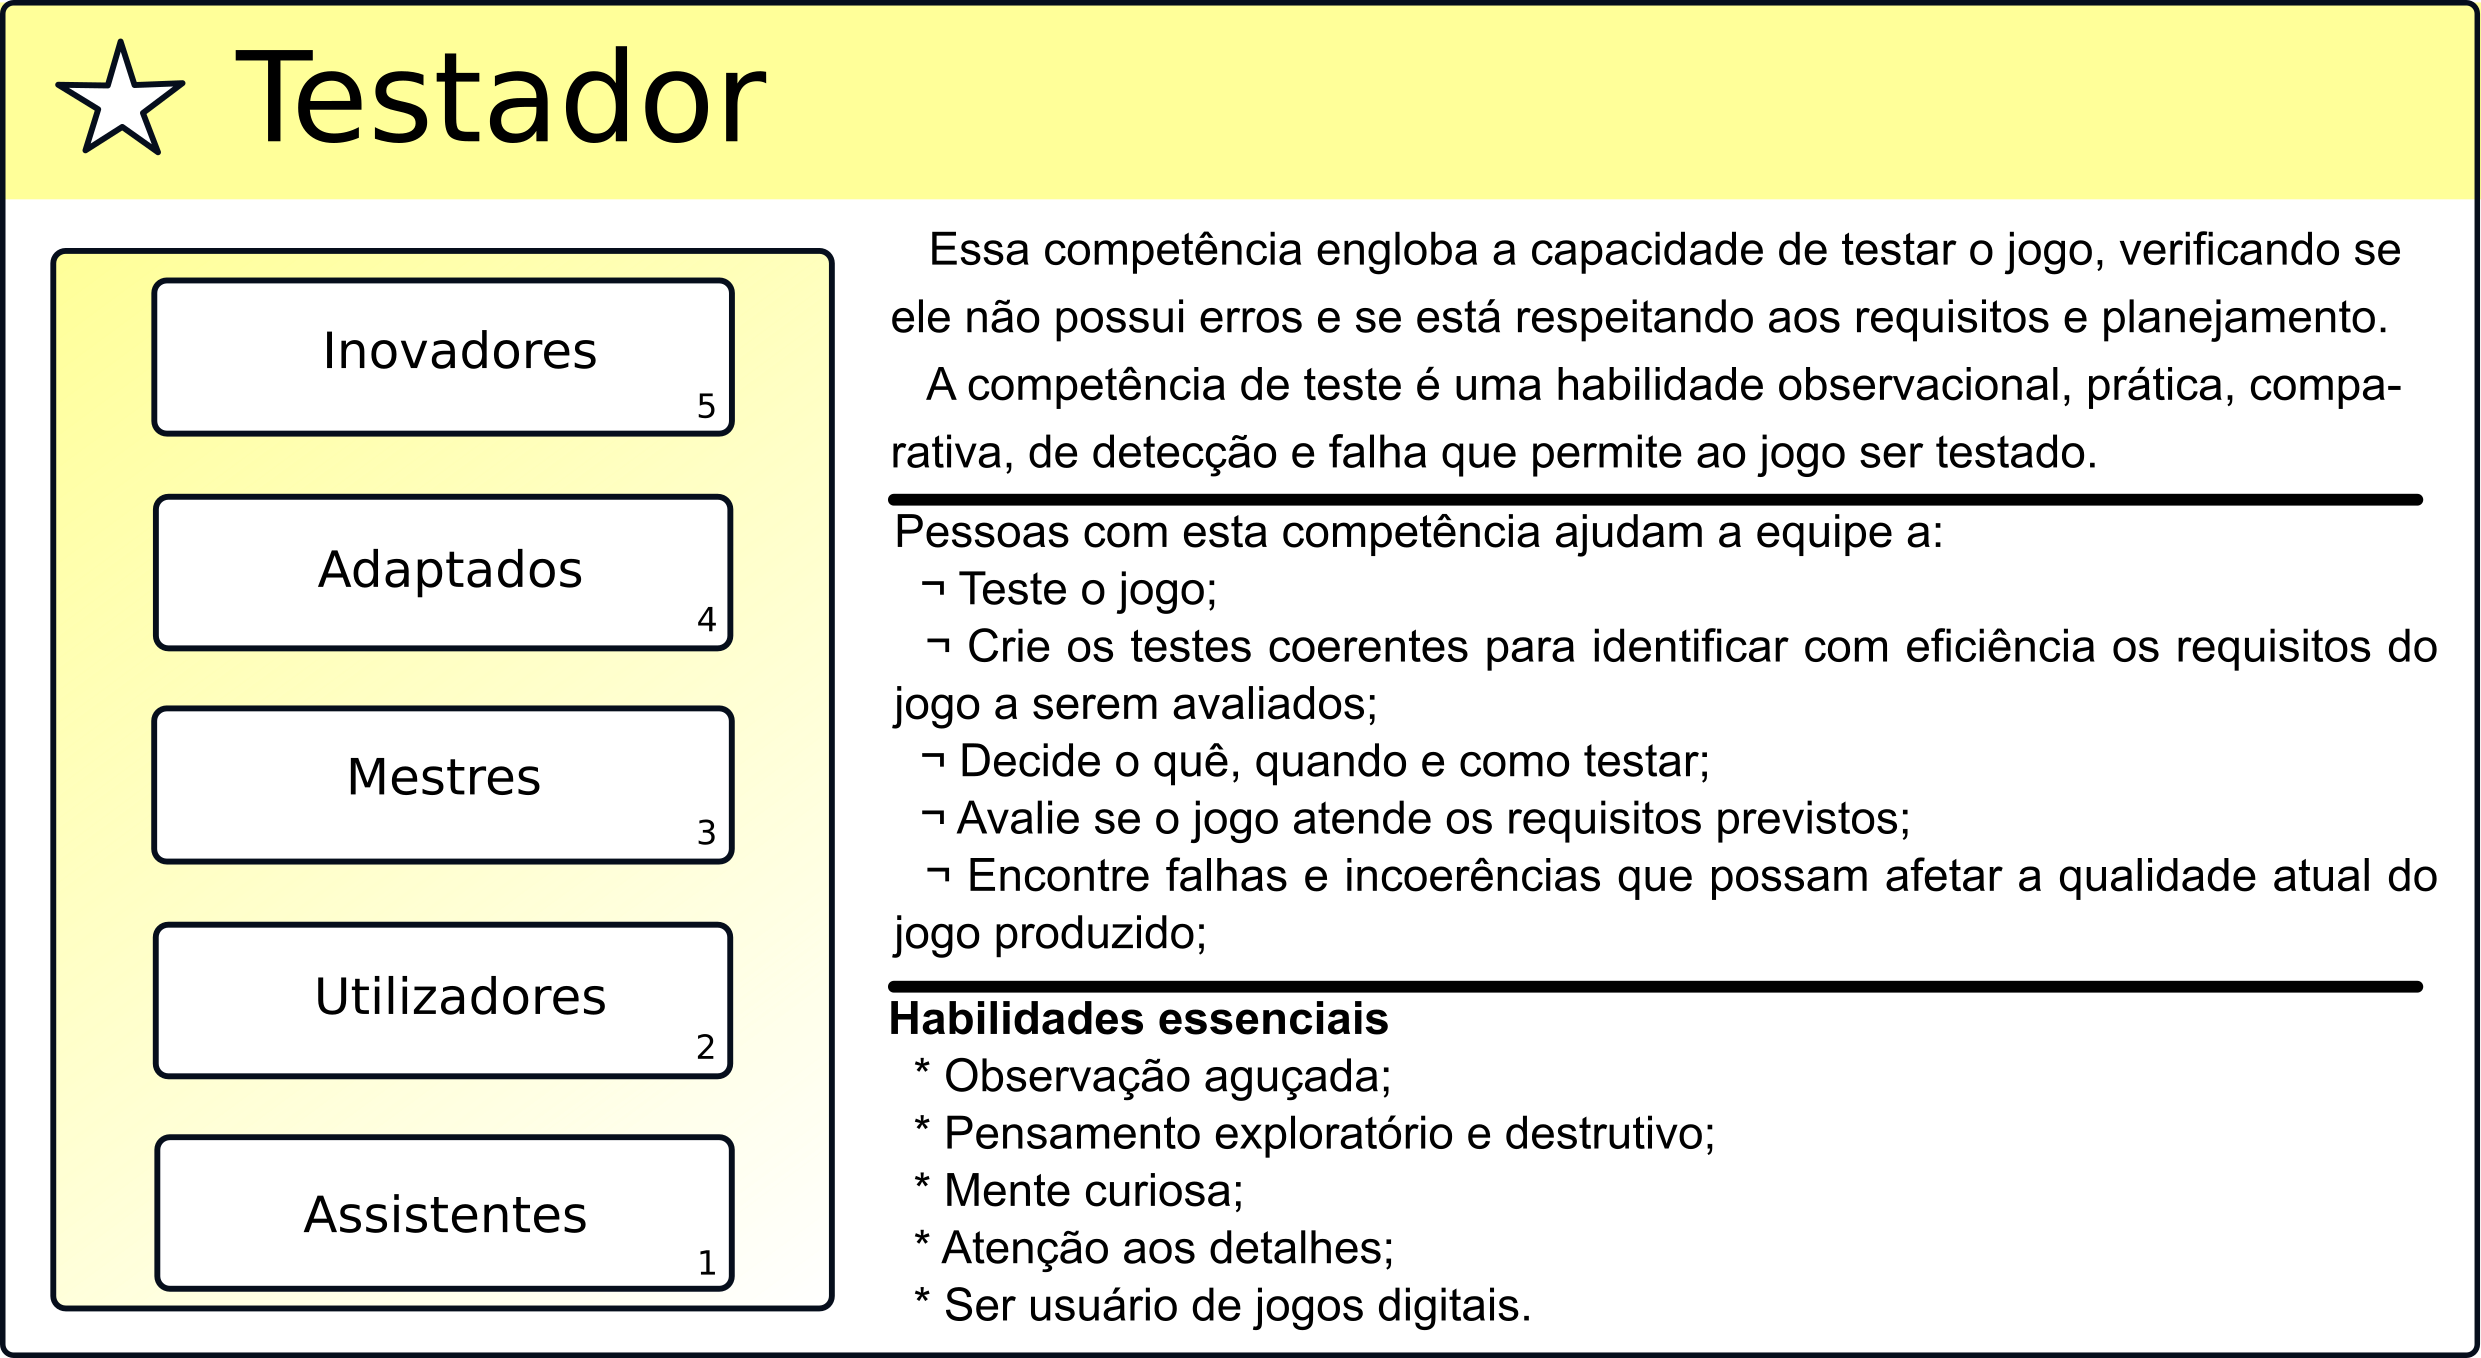 Testador
Inovadores
5
Adaptados
4
Mestres
3
Utilizadores
2
Assistentes
1
Essa competência engloba a capacidade de testar o jogo, verificando se
ele não possui erros e se está respeitando aos requisitos e planejamento.
A competência de teste é uma habilidade observacional, prática, compa-
rativa, de detecção e falha que permite ao jogo ser testado.
Pessoas com esta competência ajudam a equipe a:
¬ Teste o jogo;
¬ Crie os testes coerentes para identificar com eficiência os requisitos do
jogo a serem avaliados;
¬ Decide o quê, quando e como testar;
¬ Avalie se o jogo atende os requisitos previstos;
¬ Encontre falhas e incoerências que possam afetar a qualidade atual do
jogo produzido;
Habilidades essenciais
* Observação aguçada;
* Pensamento exploratório e destrutivo;
* Mente curiosa;
* Atenção aos detalhes;
* Ser usuário de jogos digitais.